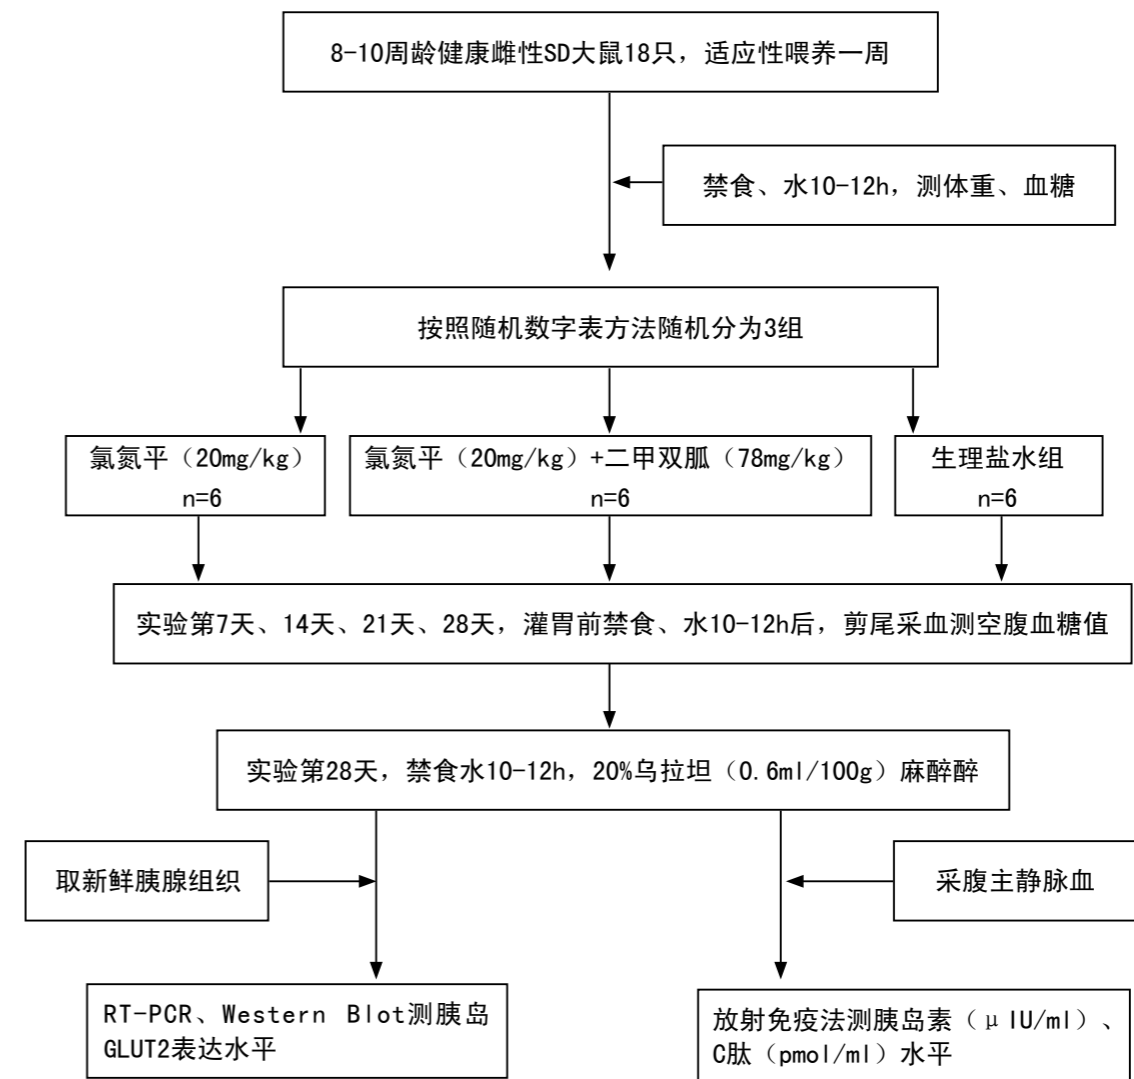 8-10周龄健康雌性SD大鼠18只，适应性喂养一周
禁食、水10-12h，测体重、血糖
按照随机数字表方法随机分为3组
氯氮平（20mg/kg）
n=6
氯氮平（20mg/kg）+二甲双胍（78mg/kg）
n=6
生理盐水组
n=6
实验第7天、14天、21天、28天，灌胃前禁食、水10-12h后，剪尾采血测空腹血糖值
实验第28天，禁食水10-12h，20%乌拉坦（0.6ml/100g）麻醉醉
取新鲜胰腺组织
采腹主静脉血
RT-PCR、Western Blot测胰岛
GLUT2表达水平
放射免疫法测胰岛素（μIU/ml）、
C肽（pmol/ml）水平